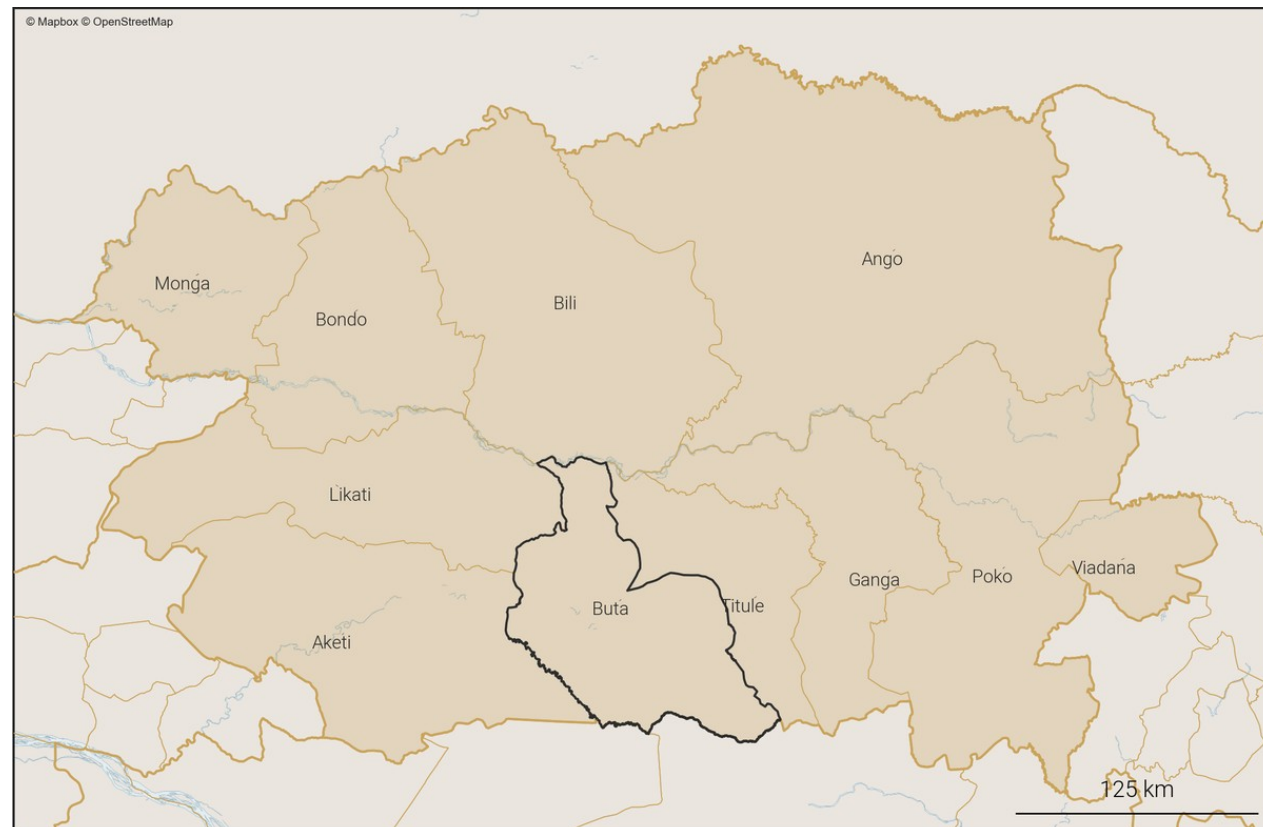 © Mapbox © OpenStreetMap
Ango
Monga
Bili
Bondo
Likati
Viadana
Poko
Ganga
Titule
Buta
Aketi
125 km